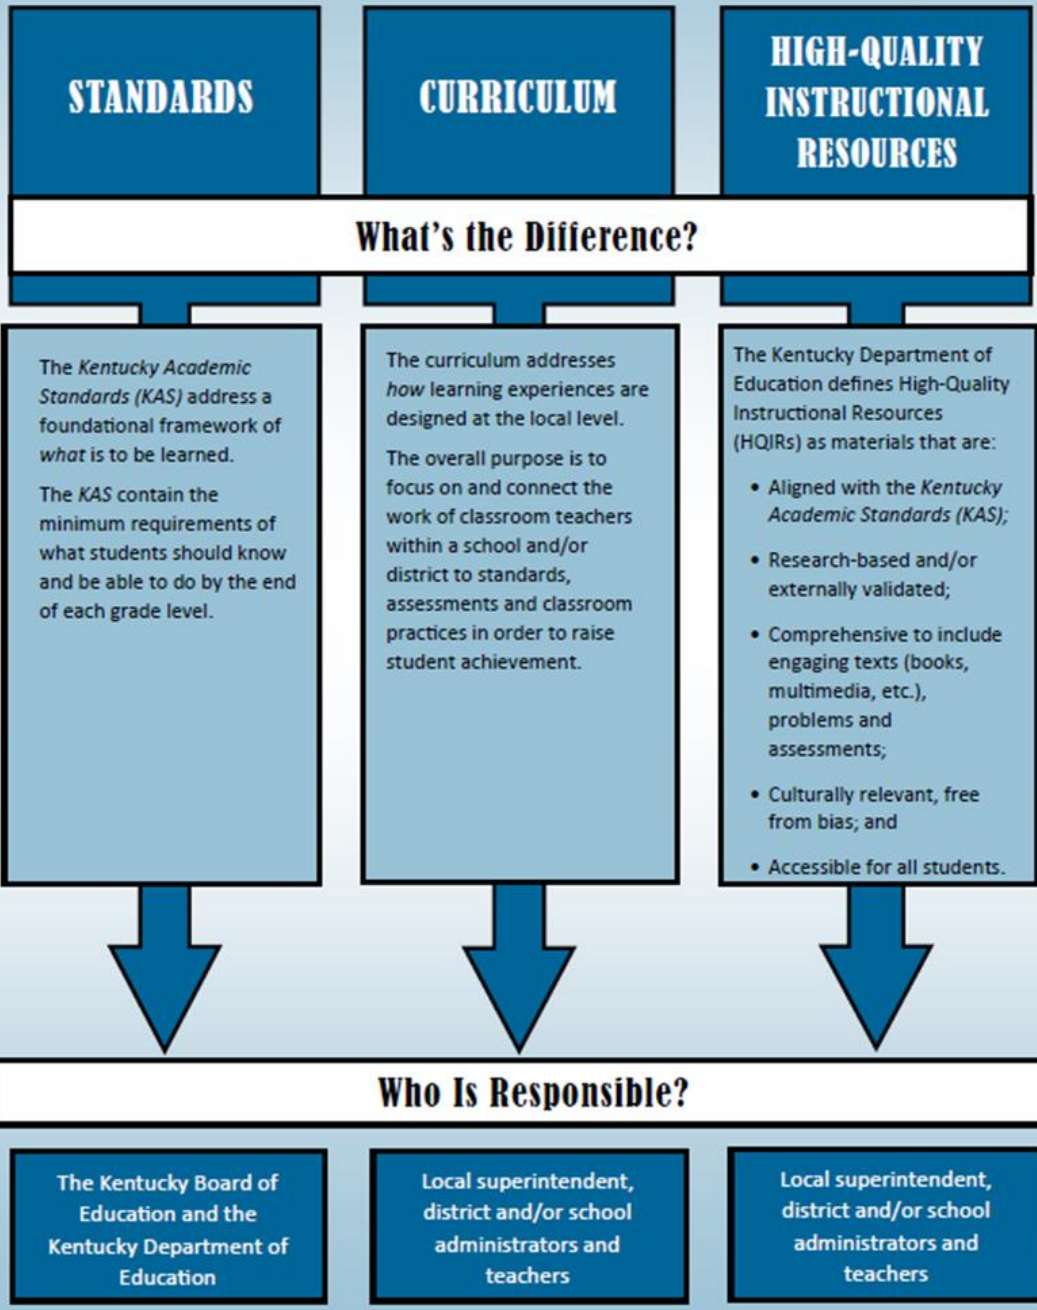 STANDARDS
CURRICULUM
HIGH-QUALITY
INSTRUCTIONAL
RESOURCES
What's the Difference?
The Kentucky Academic
Standards (KAS) address a
foundational framework of
what is to be learned.
The KAS contain the
minimum requirements of
what students should know
and be able to do by the end
of each grade level.
The curriculum addresses
how learning experiences are
designed at the local level.
The overall purpose is to
focus on and connect the
work of classroom teachers
within a school and/or
district to standards,
assessments and classroom
practices in order to raise
student achievement.
The Kentucky Department of
Education defines High-Quality
Instructional Resources
(HQIRs) as materials that are:
• Aligned with the Kentucky
Academic Standards (KAS);
• Research-based and/or
externally validated;
• Comprehensive to include
engaging texts (books,
multimedia, etc.),
problems and
assessments;
• Culturally relevant, free
from bias; and
• Accessible for all students.
Who Is Responsible?
The Kentucky Board of
Education and the
Kentucky Department of
Education
Local superintendent,
district and/or school
administrators and
teachers
Local superintendent,
district and/or school
administrators and
teachers